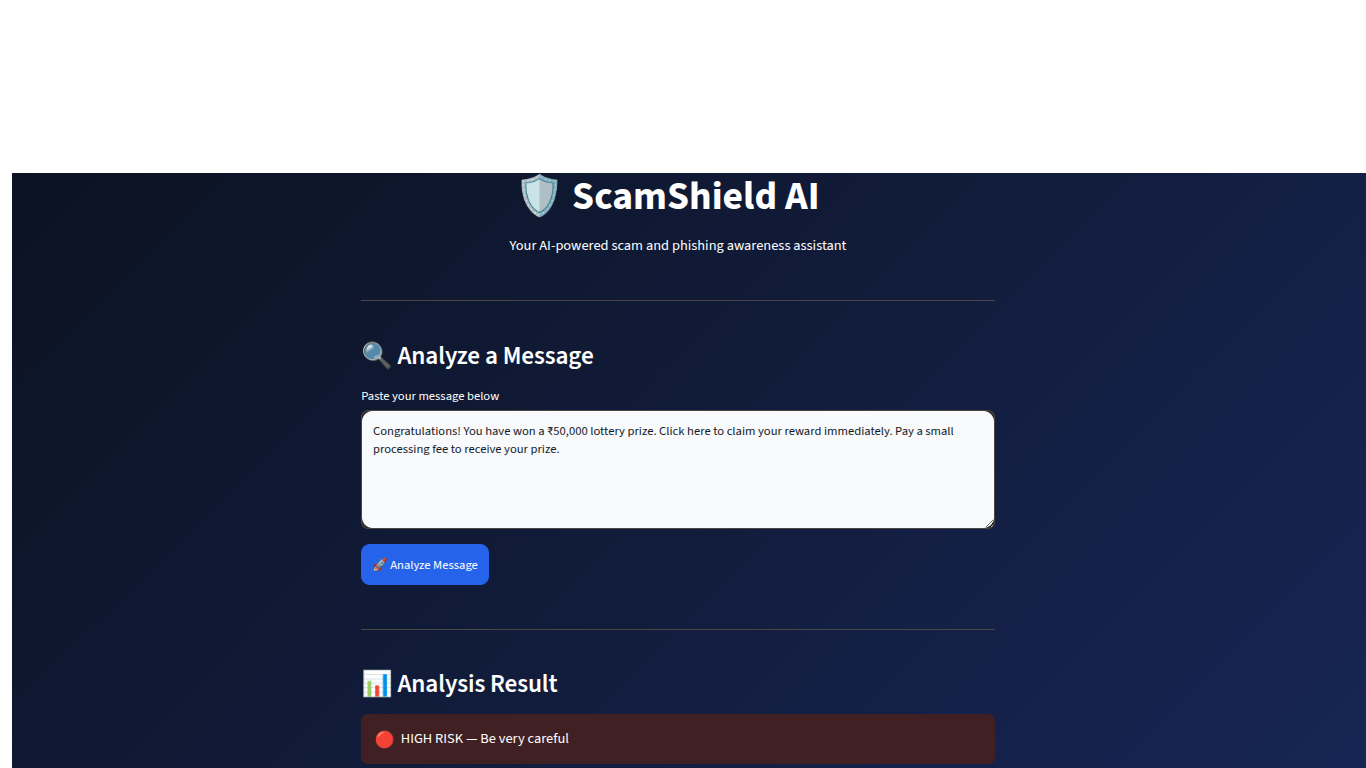 🛡️ ScamShield AI
Your AI-powered scam and phishing awareness assistant
🔍 Analyze a Message
Paste your message below
Congratulations! You have won a ₹50,000 lottery prize. Click here to claim your reward immediately. Pay a small
processing fee to receive your prize.
🚀 Analyze Message
📊 Analysis Result
🔴 HIGH RISK — Be very careful